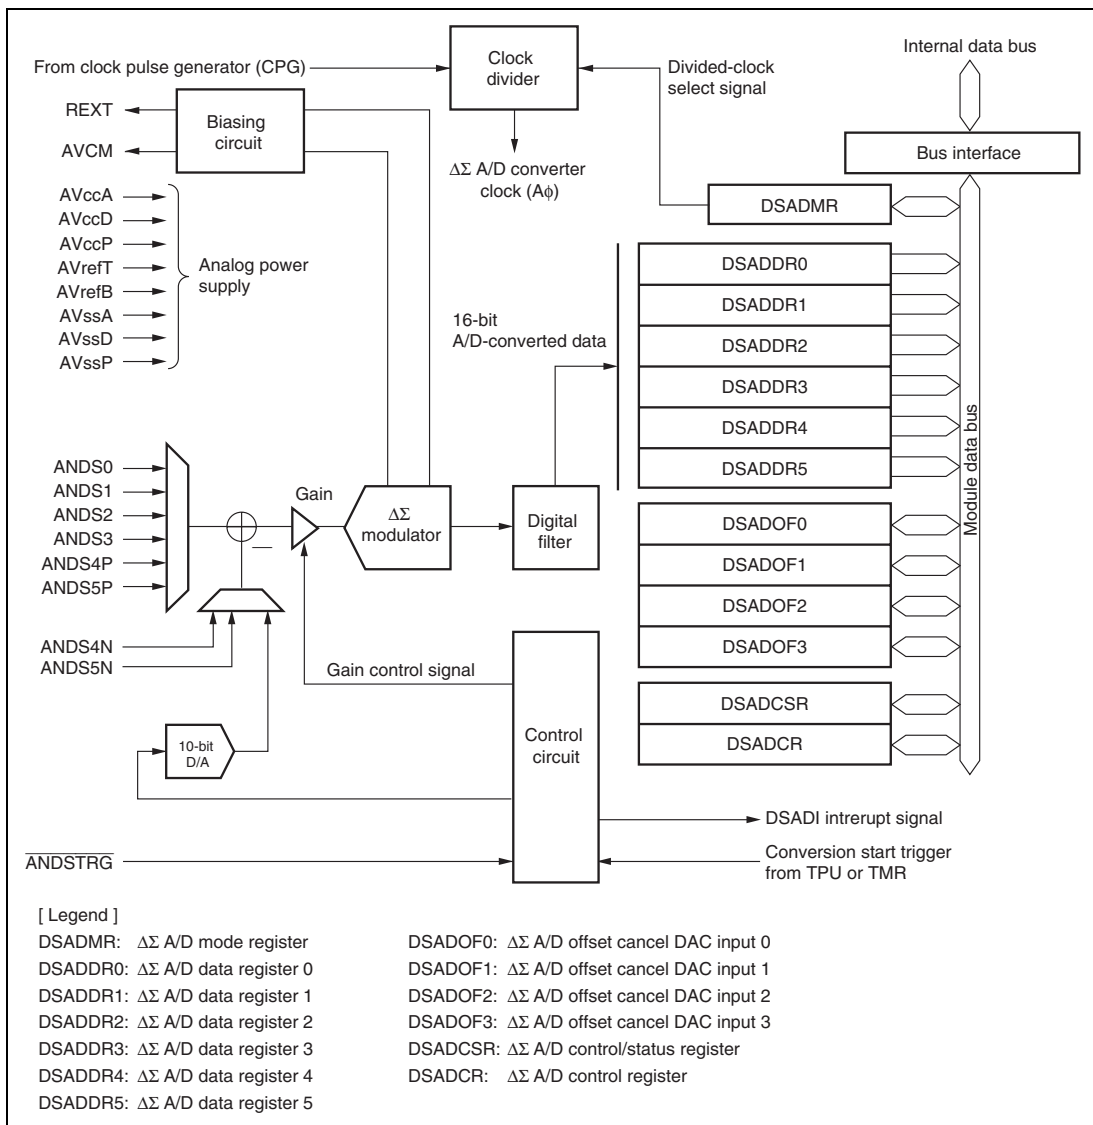 From clock pulse generator (CPG)
Clock
divider
Divided-clock
select signal
Internal data bus
REXT
AVCM
Biasing
circuit
ΔΣ A/D converter
clock (Aϕ)
Bus interface
DSADMR
AVccA
AVccD
AVccP
AVrefT
AVrefB
AVssA
AVssD
AVssP
Analog power
supply
16-bit
A/D-converted data
DSADDR0
DSADDR1
DSADDR2
DSADDR3
DSADDR4
DSADDR5
Module data bus
ANDS0
ANDS1
ANDS2
ANDS3
ANDS4P
ANDS5P
Gain
ΔΣ
modulator
Digital
filter
DSADOF0
DSADOF1
DSADOF2
DSADOF3
ANDS4N
ANDS5N
Gain control signal
Control
circuit
DSADCSR
DSADCR
10-bit
D/A
DSADI intrerupt signal
ANDSTRG
Conversion start trigger
from TPU or TMR
[ Legend ]
DSADMR: ΔΣ A/D mode register
DSADDR0: ΔΣ A/D data register 0
DSADDR1: ΔΣ A/D data register 1
DSADDR2: ΔΣ A/D data register 2
DSADDR3: ΔΣ A/D data register 3
DSADDR4: ΔΣ A/D data register 4
DSADDR5: ΔΣ A/D data register 5
DSADOF0: ΔΣ A/D offset cancel DAC input 0
DSADOF1: ΔΣ A/D offset cancel DAC input 1
DSADOF2: ΔΣ A/D offset cancel DAC input 2
DSADOF3: ΔΣ A/D offset cancel DAC input 3
DSADCSR: ΔΣ A/D control/status register
DSADCR: ΔΣ A/D control register